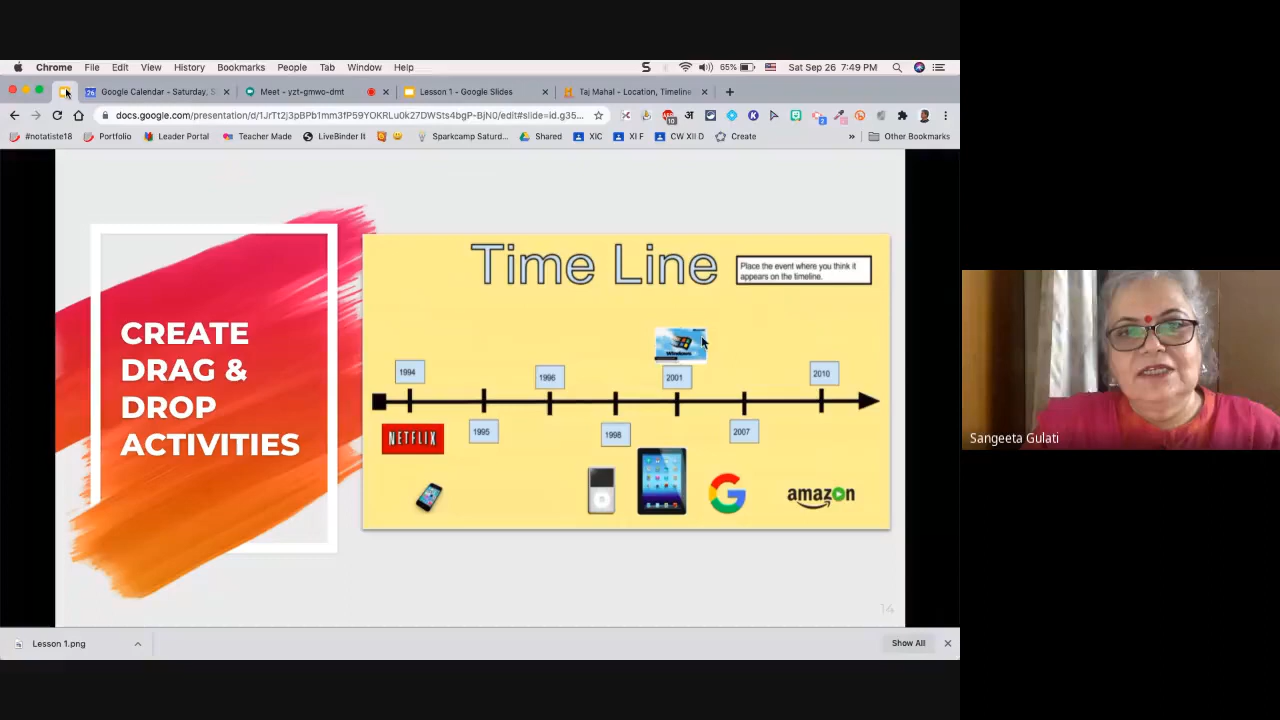 Chrome File Edit View History Bookmarks People Tab Window Help
65% Sat Sep 26 7:49 PM
26 Google Calendar - Saturday, S
Meet - yzt-gmwo-dmt
Lesson 1 - Google Slides
Taj Mahal - Location, Timeline
docs.google.com/presentation/d/1JrTt2j3pBPb1mm3fP59YOKRLu0k27DWSts4bgP-BjN0/edit#slide=id.g35...
#notatiste18 Portfolio Leader Portal Teacher Made LiveBinder It Sparkcamp Saturd... Shared XIC XI F CW XII D Create » Other Bookmarks
CREATE
DRAG &
DROP
ACTIVITIES
Time Line
Place the event where you think it
appears on the timeline.
Windows
1994
1996
2001
2010
1995
1998
2007
NETFLIX
G
amazon
14
Sangeeta Gulati
Lesson 1.png
Show All